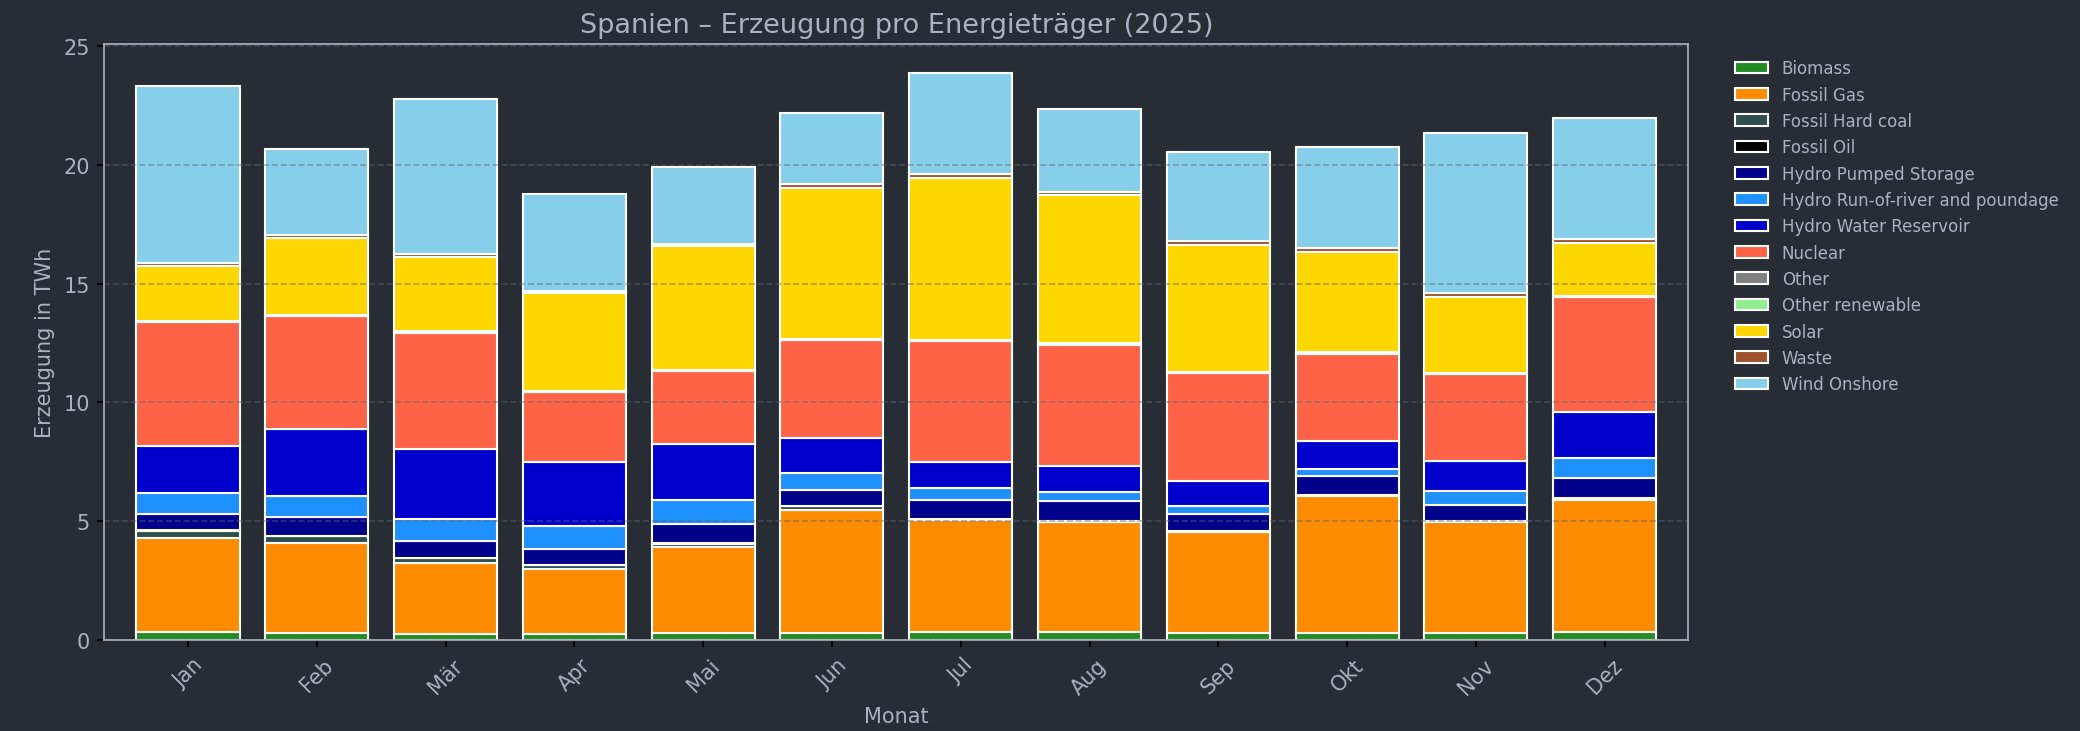 Spanien – Erzeugung pro Energieträger (2025)
25
20
15
10
5
0
Erzeugung in TWh
Jan
Feb
Mär
Apr
Mai
Jun
Jul
Aug
Sep
Okt
Nov
Dez
Monat
Biomass
Fossil Gas
Fossil Hard coal
Fossil Oil
Hydro Pumped Storage
Hydro Run-of-river and poundage
Hydro Water Reservoir
Nuclear
Other
Other renewable
Solar
Waste
Wind Onshore